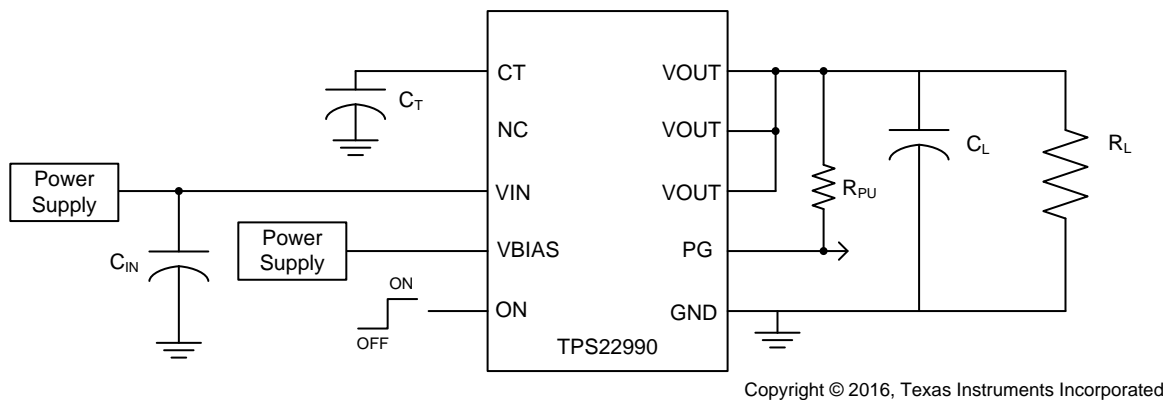 CT
NC
VIN
VBIAS
ON
VOUT
VOUT
VOUT
PG
GND
TPS22990
C_T
Power
Supply
C_IN
Power
Supply
ON
OFF
R_PU
C_L
R_L
Copyright © 2016, Texas Instruments Incorporated